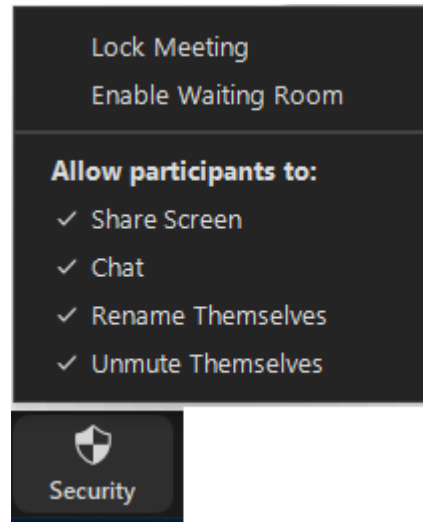 Lock Meeting
Enable Waiting Room
Allow participants to:
Share Screen
Chat
Rename Themselves
Unmute Themselves
Security